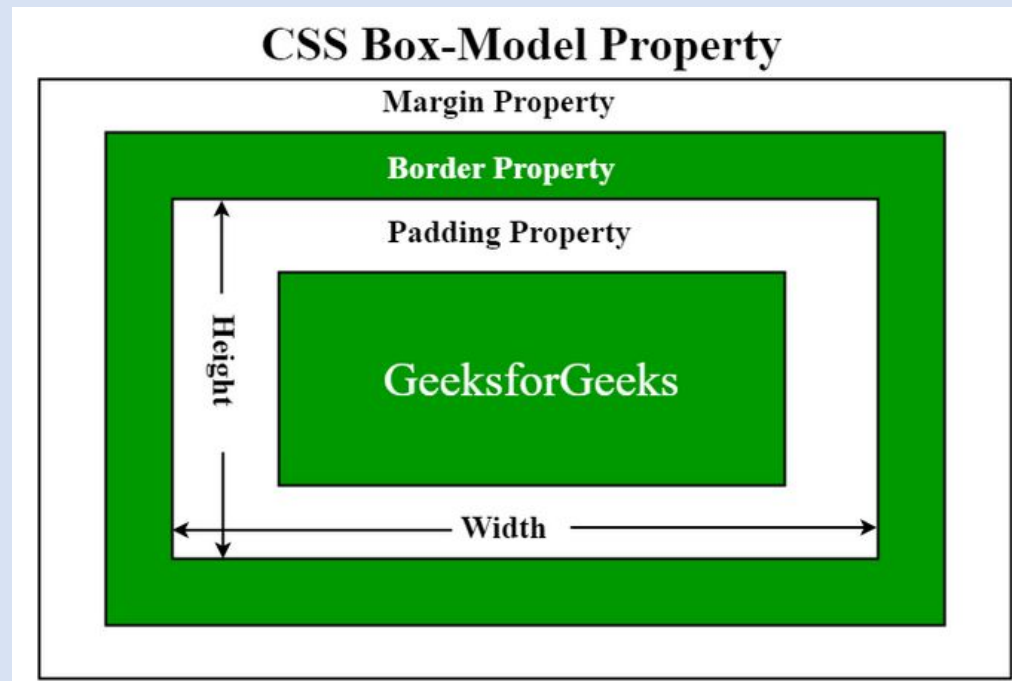 CSS Box-Model Property
Margin Property
Border Property
Padding Property
Height
GeeksforGeeks
Width